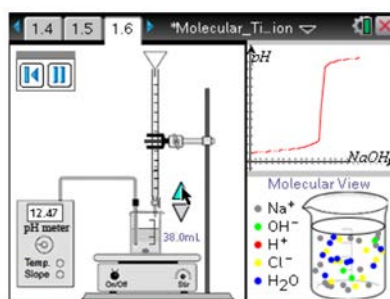 1.4 1.5 1.6 *Molecular_Ti...ion
pH
NaOH
12.47
pH meter
Temp.
Slope
38.0mL
On/Off Stir
Molecular View
Na⁺
OH⁻
H⁺
Cl⁻
H₂O